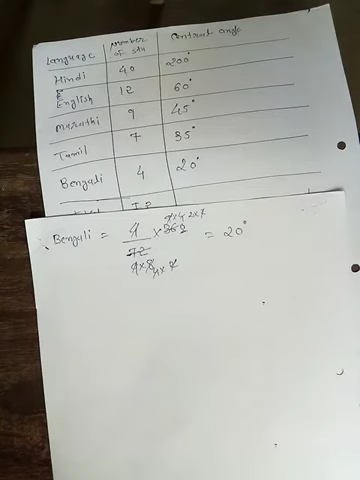 Language Number of stu Central angle
Hindi 40 200°
English 12 60°
Marathi 9 45°
Tamil 7 35°
Bengali 4 20°
72
Bengali = 4/72 × 360 = 20°